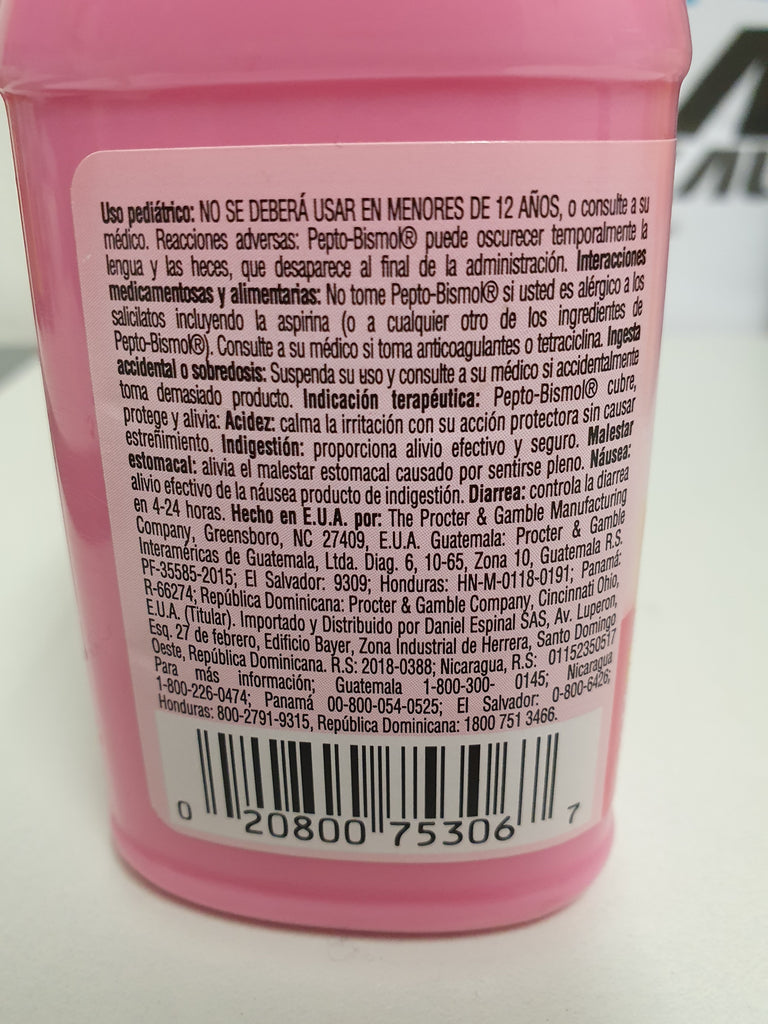 Uso pediátrico: NO SE DEBERÁ USAR EN MENORES DE 12 AÑOS, o consulte a su
médico. Reacciones adversas: Pepto-Bismol® puede oscurecer temporalmente la
lengua y las heces, que desaparece al final de la administración. Interacciones
medicamentosas y alimentarias: No tome Pepto-Bismol® si usted es alérgico a los
salicilatos incluyendo la aspirina (o a cualquier otro de los ingredientes de
Pepto-Bismol®). Consulte a su médico si toma anticoagulantes o tetraciclina. Ingesta
accidental o sobredosis: Suspenda su uso y consulte a su médico si accidentalmente
toma demasiado producto. Indicación terapéutica: Pepto-Bismol® cubre,
protege y alivia: Acidez: calma la irritación con su acción protectora sin causar
estreñimiento. Indigestión: proporciona alivio efectivo y seguro. Malestar
estomacal: alivia el malestar estomacal causado por sentirse pleno. Náusea:
alivio efectivo de la náusea producto de indigestión. Diarrea: controla la diarrea
en 4-24 horas. Hecho en E.U.A. por: The Procter & Gamble Manufacturing
Company, Greensboro, NC 27409, E.U.A. Guatemala: Procter & Gamble
Interaméricas de Guatemala, Ltda. Diag. 6, 10-65, Zona 10, Guatemala R.S.
PF-35585-2015; El Salvador: 9309; Honduras: HN-M-0118-0191; Panamá:
R-66274; República Dominicana: Procter & Gamble Company, Cincinnati Ohio,
E.U.A. (Titular). Importado y Distribuido por Daniel Espinal SAS, Av. Luperon,
Esq. 27 de febrero, Edificio Bayer, Zona Industrial de Herrera, Santo Domingo
Oeste, República Dominicana. R.S: 2018-0388; Nicaragua, R.S: 01152350517
Para más información; Guatemala 1-800-300- 0145; Nicaragua
1-800-226-0474; Panamá 00-800-054-0525; El Salvador: 0-800-6426;
Honduras: 800-2791-9315, República Dominicana: 1800 751 3466.
0 20800 75306 7